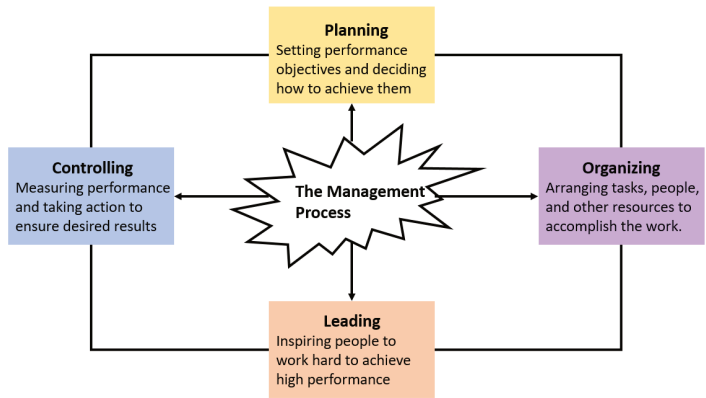 Planning
Setting performance
objectives and deciding
how to achieve them
Controlling
Measuring performance
and taking action to
ensure desired results
The Management
Process
Organizing
Arranging tasks, people,
and other resources to
accomplish the work.
Leading
Inspiring people to
work hard to achieve
high performance